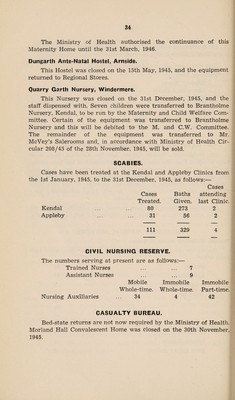 34
The Ministry of Health authorised the continuance of this
Maternity Home until the 31st March, 1946.
Dungarth Ante-Natal Hostel, Arnside.
This Hostel was closed on the 15th May, 1945, and the equipment
returned to Regional Stores.
Quarry Garth Nursery, Windermere.
This Nursery was closed on the 31st December, 1945, and the
staff dispensed with. Seven children were transferred to Brantholme
Nursery, Kendal, to be run by the Maternity and Child Welfare Com-
mittee. Certain of the equipment was transferred to Brantholme
Nursery and this will be debited to the M. and C.W. Committee.
The remainder of the equipment was transferred to Mr.
McVey's Salerooms and, in accordance with Ministry of Health Cir-
cular 208/45 of the 28th November, 1945, will be sold.
SCABIES.
Cases have been treated at the Kendal and Appleby Clinics from
the 1st January, 1945, to the 31st December, 1945, as follows:—
Cases
Cases Baths attending
Treated. Given. last Clinic.
Kendal ... ... 80 273 2
Appleby ... ... 31 56 2
111 329 4
CIVIL NURSING RESERVE.
The numbers serving at present are as follows:—
Trained Nurses ... ... 7
Assistant Nurses ... ... 9
Mobile Immobile Immobile
Whole-time. Whole-time. Part-time.
Nursing Auxiliaries ... 34 4 42
CASUALTY BUREAU.
Bed-state returns are not now required by the Ministry of Health.
Morland Hall Convalescent Home was closed on the 30th November,
1945.